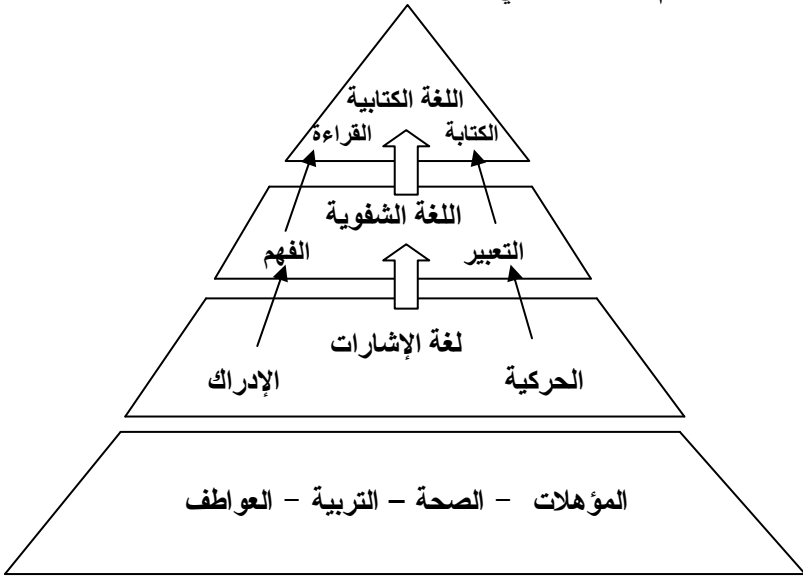 اللغة الكتابية
الكتابة القراءة
اللغة الشفوية
التعبير الفهم
لغة الإشارات
الحركية الإدراك
المؤهلات - الصحة – التربية - العواطف